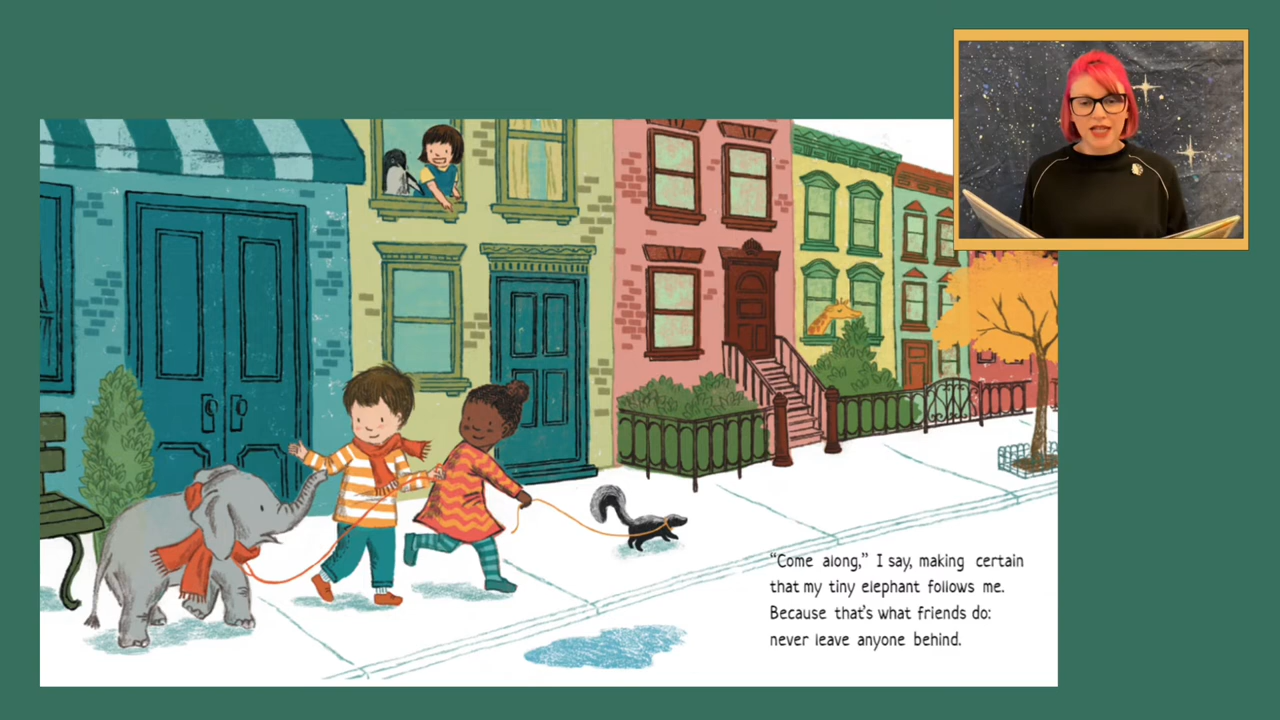 “Come along,” I say, making certain
that my tiny elephant follows me.
Because that’s what friends do:
never leave anyone behind.